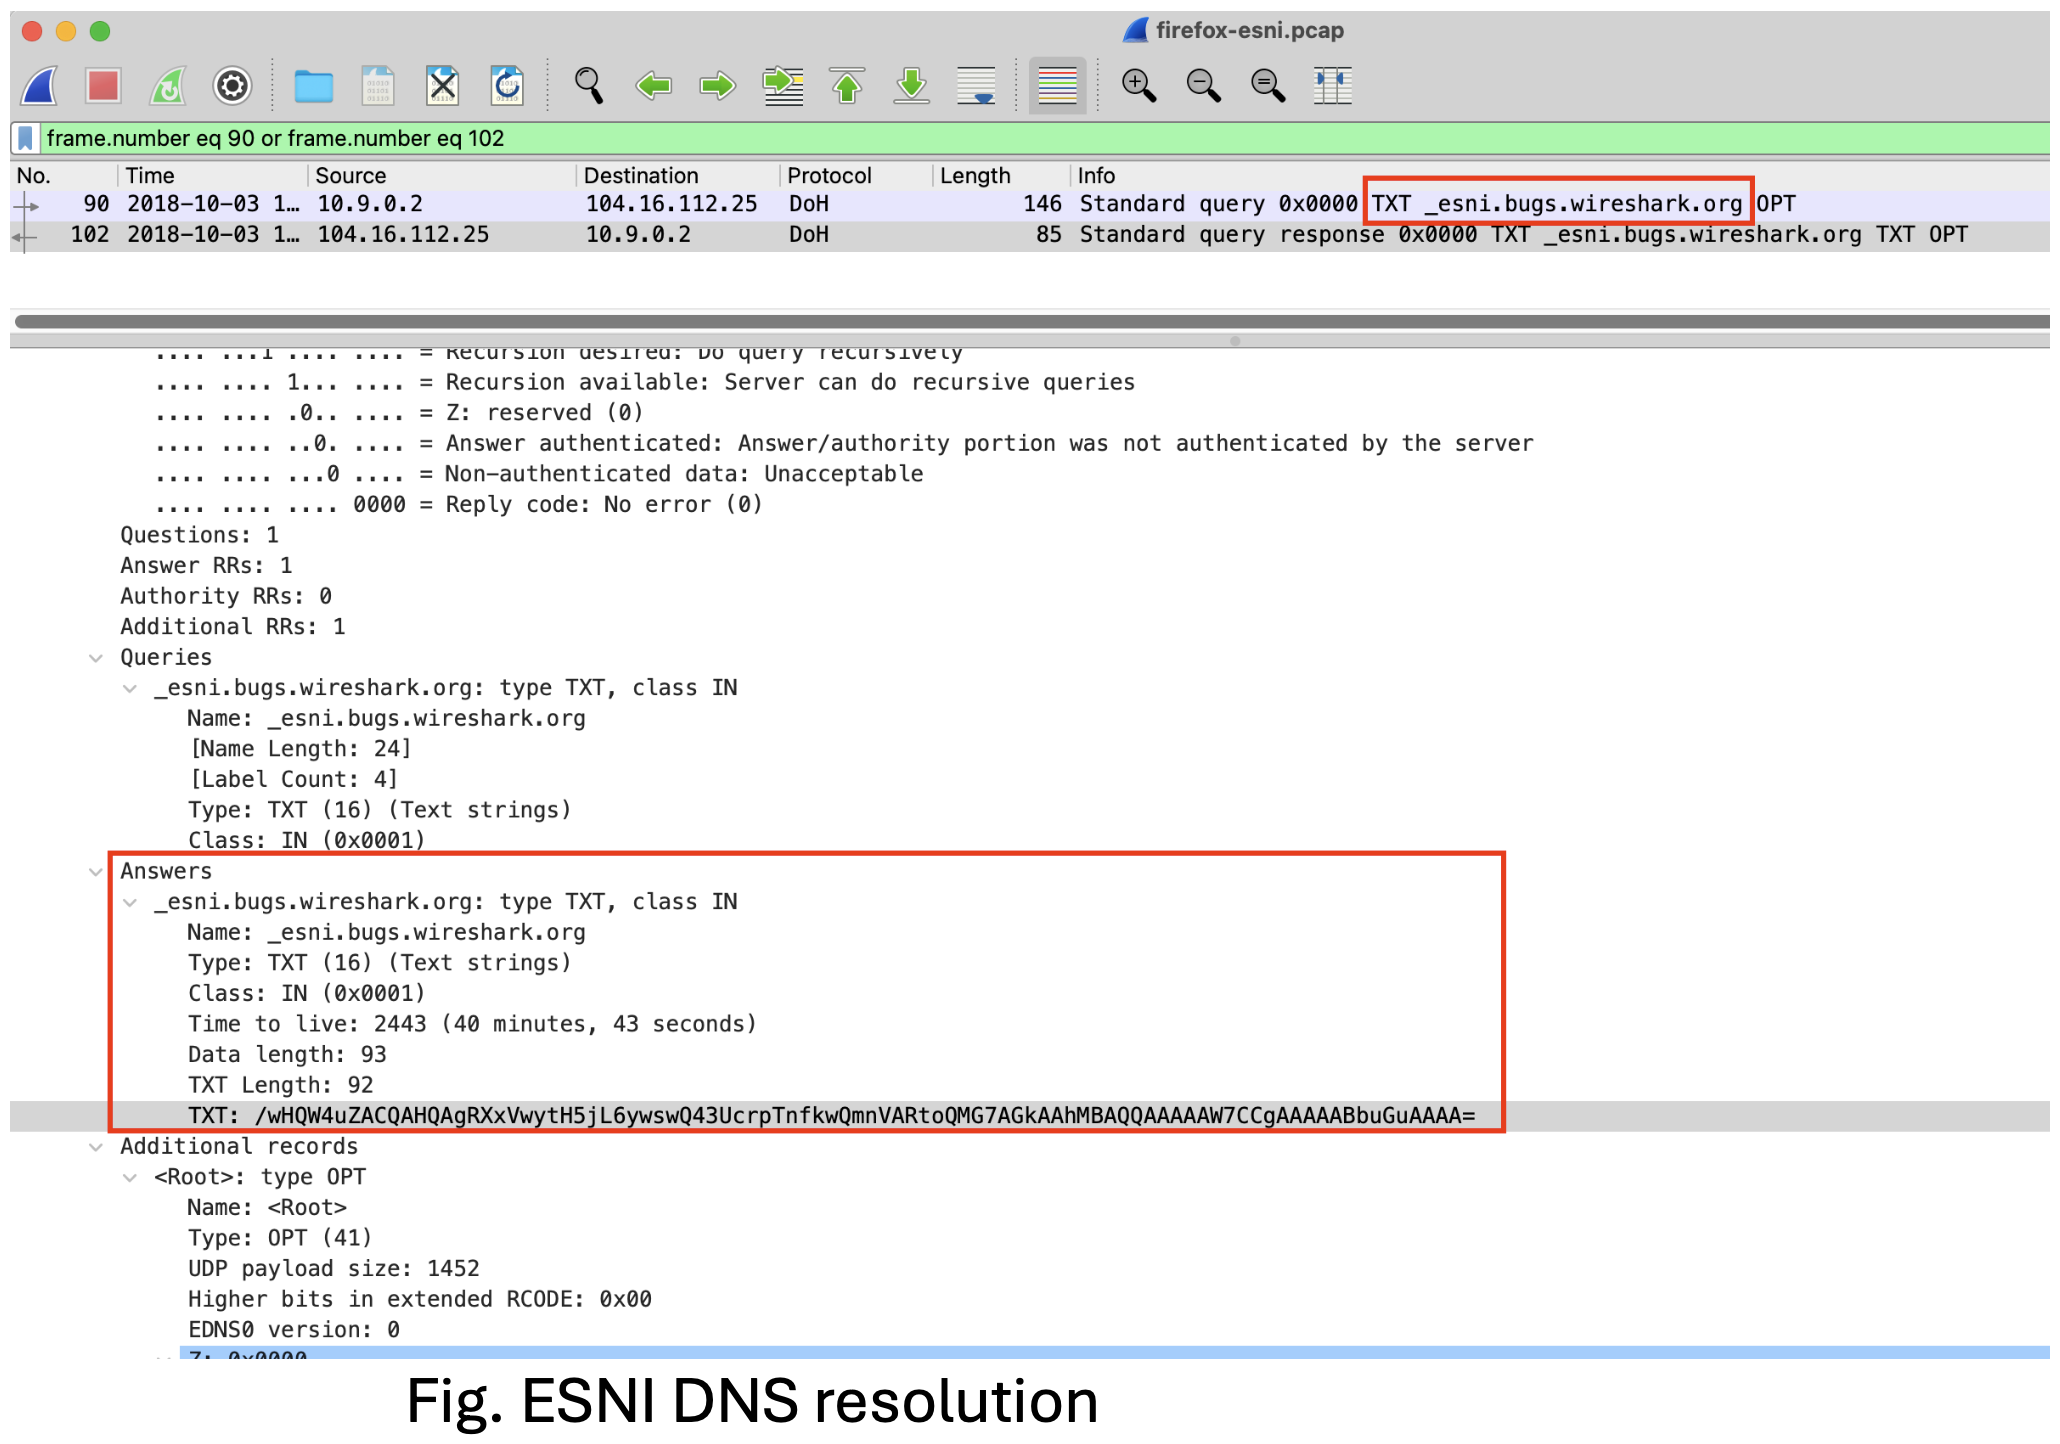 firefox-esni.pcap
frame.number eq 90 or frame.number eq 102
No. Time Source Destination Protocol Length Info
90 2018-10-03 1… 10.9.0.2 104.16.112.25 DoH 146 Standard query 0x0000 TXT _esni.bugs.wireshark.org OPT
102 2018-10-03 1… 104.16.112.25 10.9.0.2 DoH 85 Standard query response 0x0000 TXT _esni.bugs.wireshark.org TXT OPT
.... ...1 .... .... = Recursion desired: Do query recursively
.... .... 1... .... = Recursion available: Server can do recursive queries
.... .... .0.. .... = Z: reserved (0)
.... .... ..0. .... = Answer authenticated: Answer/authority portion was not authenticated by the server
.... .... ...0 .... = Non-authenticated data: Unacceptable
.... .... .... 0000 = Reply code: No error (0)
Questions: 1
Answer RRs: 1
Authority RRs: 0
Additional RRs: 1
Queries
_esni.bugs.wireshark.org: type TXT, class IN
Name: _esni.bugs.wireshark.org
[Name Length: 24]
[Label Count: 4]
Type: TXT (16) (Text strings)
Class: IN (0x0001)
Answers
_esni.bugs.wireshark.org: type TXT, class IN
Name: _esni.bugs.wireshark.org
Type: TXT (16) (Text strings)
Class: IN (0x0001)
Time to live: 2443 (40 minutes, 43 seconds)
Data length: 93
TXT Length: 92
TXT: /wHQW4uZACQAHQAgRXxVwytH5jL6ywswQ43UcrpTnfkwQmnVARtoQMG7AGkAAhMBAQQAAAAAW7CCgAAAAABbuGuAAAA=
Additional records
<Root>: type OPT
Name: <Root>
Type: OPT (41)
UDP payload size: 1452
Higher bits in extended RCODE: 0x00
EDNS0 version: 0
Z: 0x0000
Fig. ESNI DNS resolution